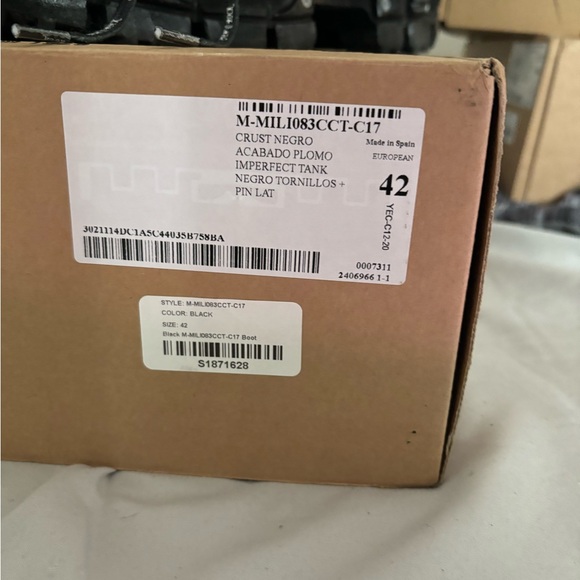 M-MILI083CCT-C17
CRUST NEGRO
Made in Spain
ACABADO PLOMO
EUROPEAN
IMPERFECT TANK
NEGRO TORNILLOS +
42
PIN LAT
YEC-C12-20
3021114DC1A5C44035B758BA
0007311
2406966 1-1
STYLE: M-MILI083CCT-C17
COLOR: BLACK
SIZE: 42
Black M-MILI083CCT-C17 Boot
S1871628